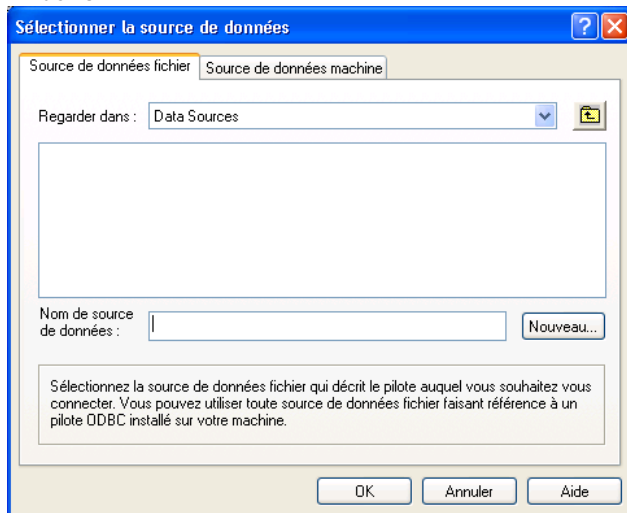 Sélectionner la source de données
Source de données fichier
Source de données machine
Regarder dans :
Data Sources
Nom de source
de données :
Nouveau...
Sélectionnez la source de données fichier qui décrit le pilote auquel vous souhaitez vous
connecter. Vous pouvez utiliser toute source de données fichier faisant référence à un
pilote ODBC installé sur votre machine.
OK
Annuler
Aide